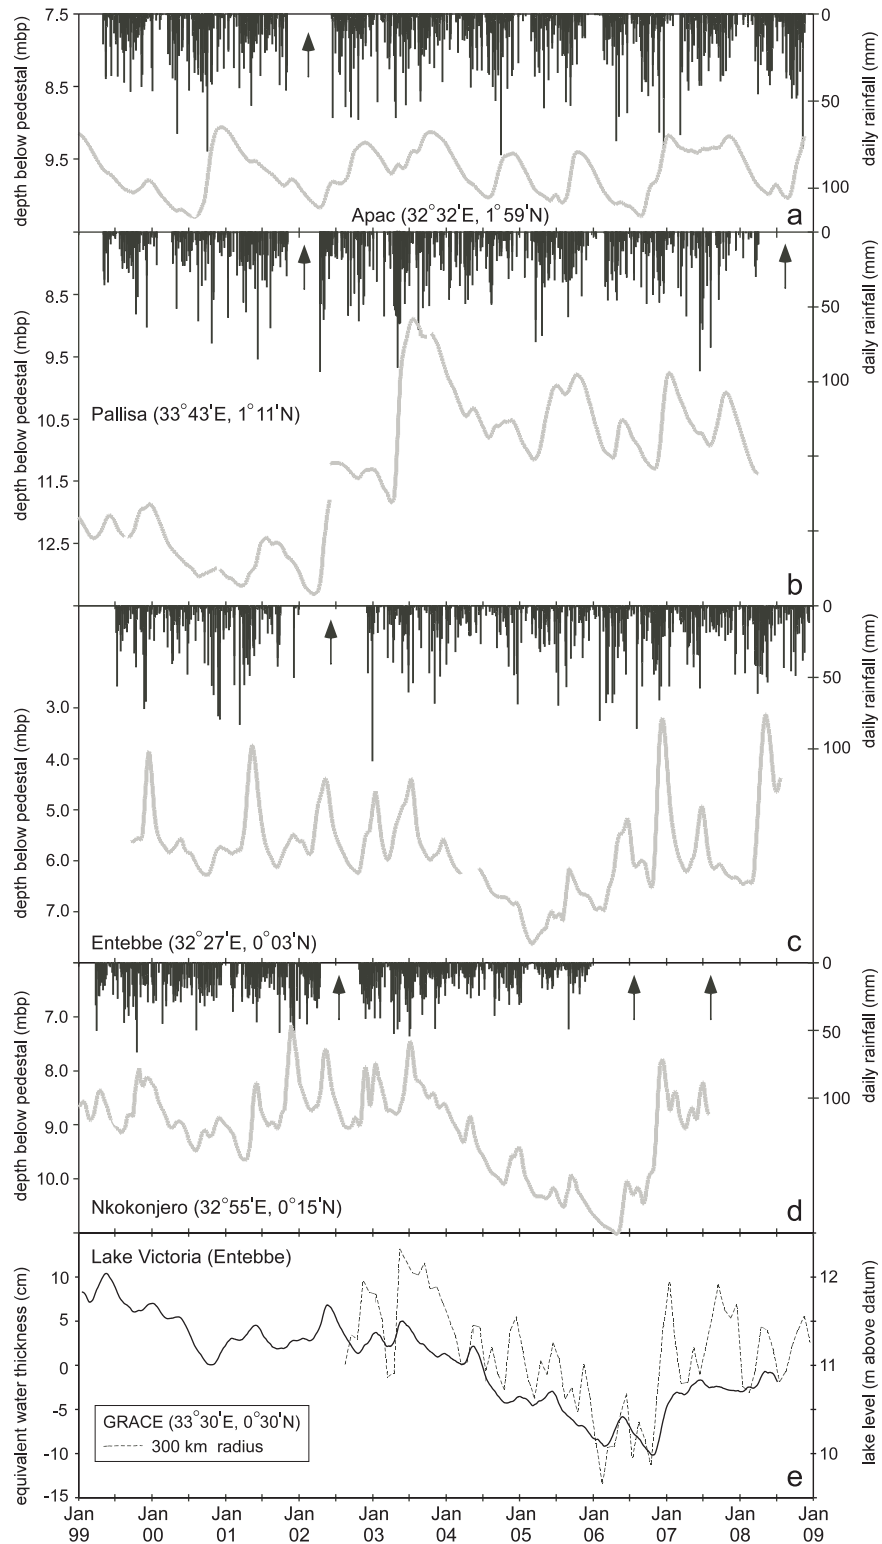 7.5
8.5
9.5
depth below pedestal (mbp)
0
50
100
daily rainfall (mm)
Apac (32°32'E, 1°59'N)
a
8.5
9.5
10.5
11.5
12.5
depth below pedestal (mbp)
0
50
100
daily rainfall (mm)
Pallisa (33°43'E, 1°11'N)
b
3.0
4.0
5.0
6.0
7.0
depth below pedestal (mbp)
0
50
100
daily rainfall (mm)
Entebbe (32°27'E, 0°03'N)
c
7.0
8.0
9.0
10.0
depth below pedestal (mbp)
0
50
100
daily rainfall (mm)
Nkokonjero (32°55'E, 0°15'N)
d
Lake Victoria (Entebbe)
10
5
0
-5
-10
-15
equivalent water thickness (cm)
12
11
10
lake level (m above datum)
GRACE (33°30'E, 0°30'N)
300 km radius
e
Jan Jan Jan Jan Jan Jan Jan Jan Jan Jan Jan
99 00 01 02 03 04 05 06 07 08 09